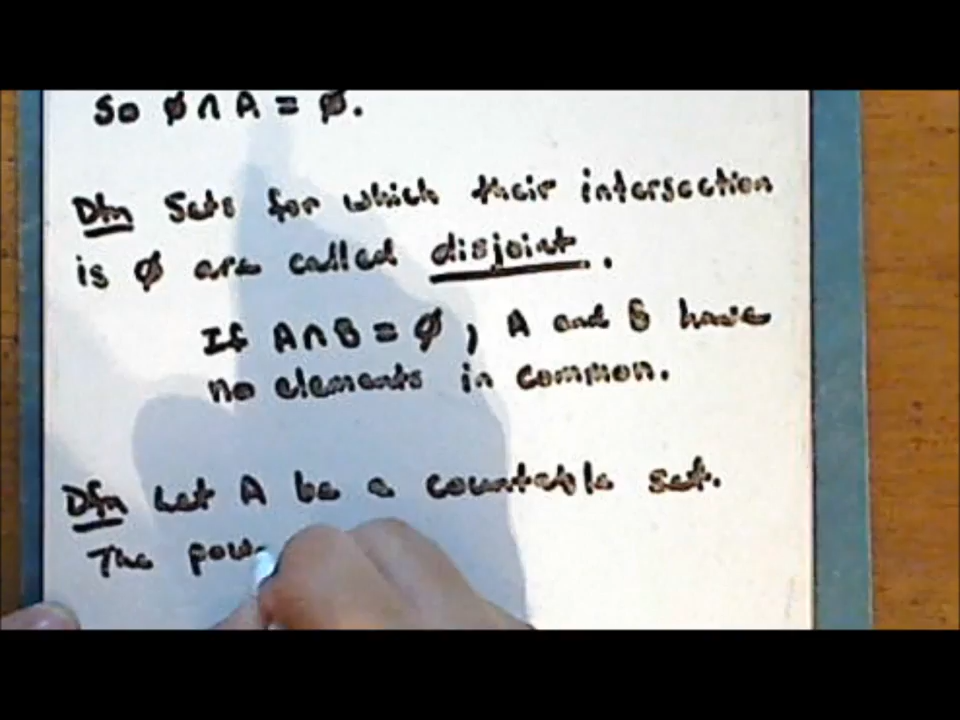 So ∅ ∩ A = ∅.
Dfn Sets for which their intersection
is ∅ are called disjoint.
If A ∩ B = ∅, A and B have
no elements in common.
Dfn Let A be a countable set.
The powe